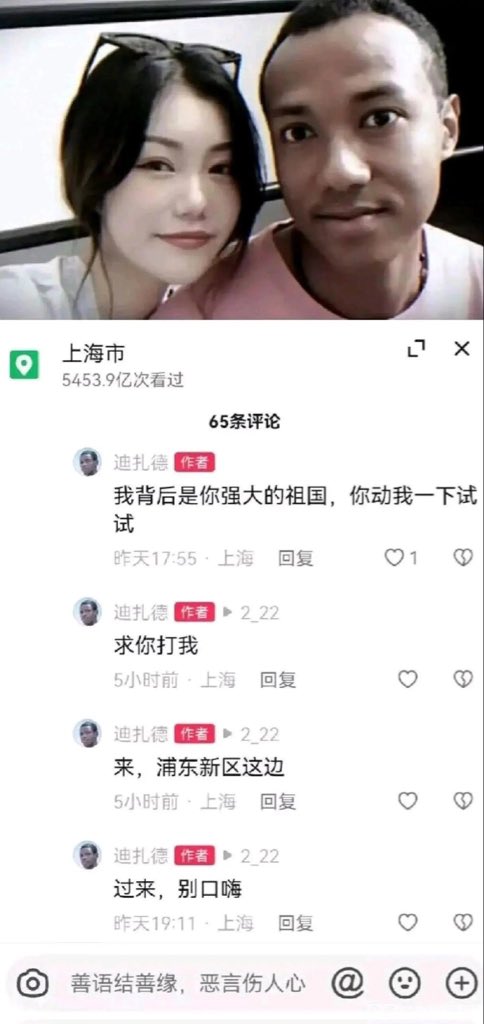 上海市
5453.9亿次看过
65条评论
迪扎德 作者
我背后是你强大的祖国，你动我一下试
试
昨天17:55 · 上海 回复 1
迪扎德 作者 2_22
求你打我
5小时前 · 上海 回复
迪扎德 作者 2_22
来，浦东新区这边
5小时前 · 上海 回复
迪扎德 作者 2_22
过来，别口嗨
昨天19:11 · 上海 回复
善语结善缘，恶言伤人心 @